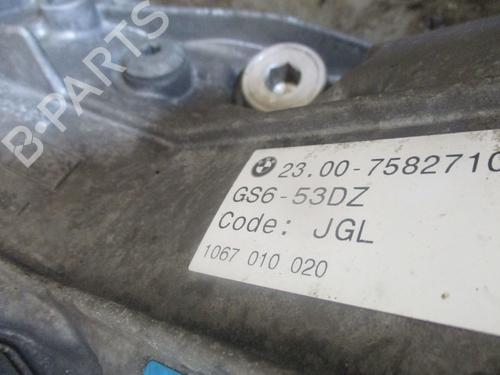 B-PARTS
23.00-7582710
GS6-53DZ
Code: JGL
1067 010 020